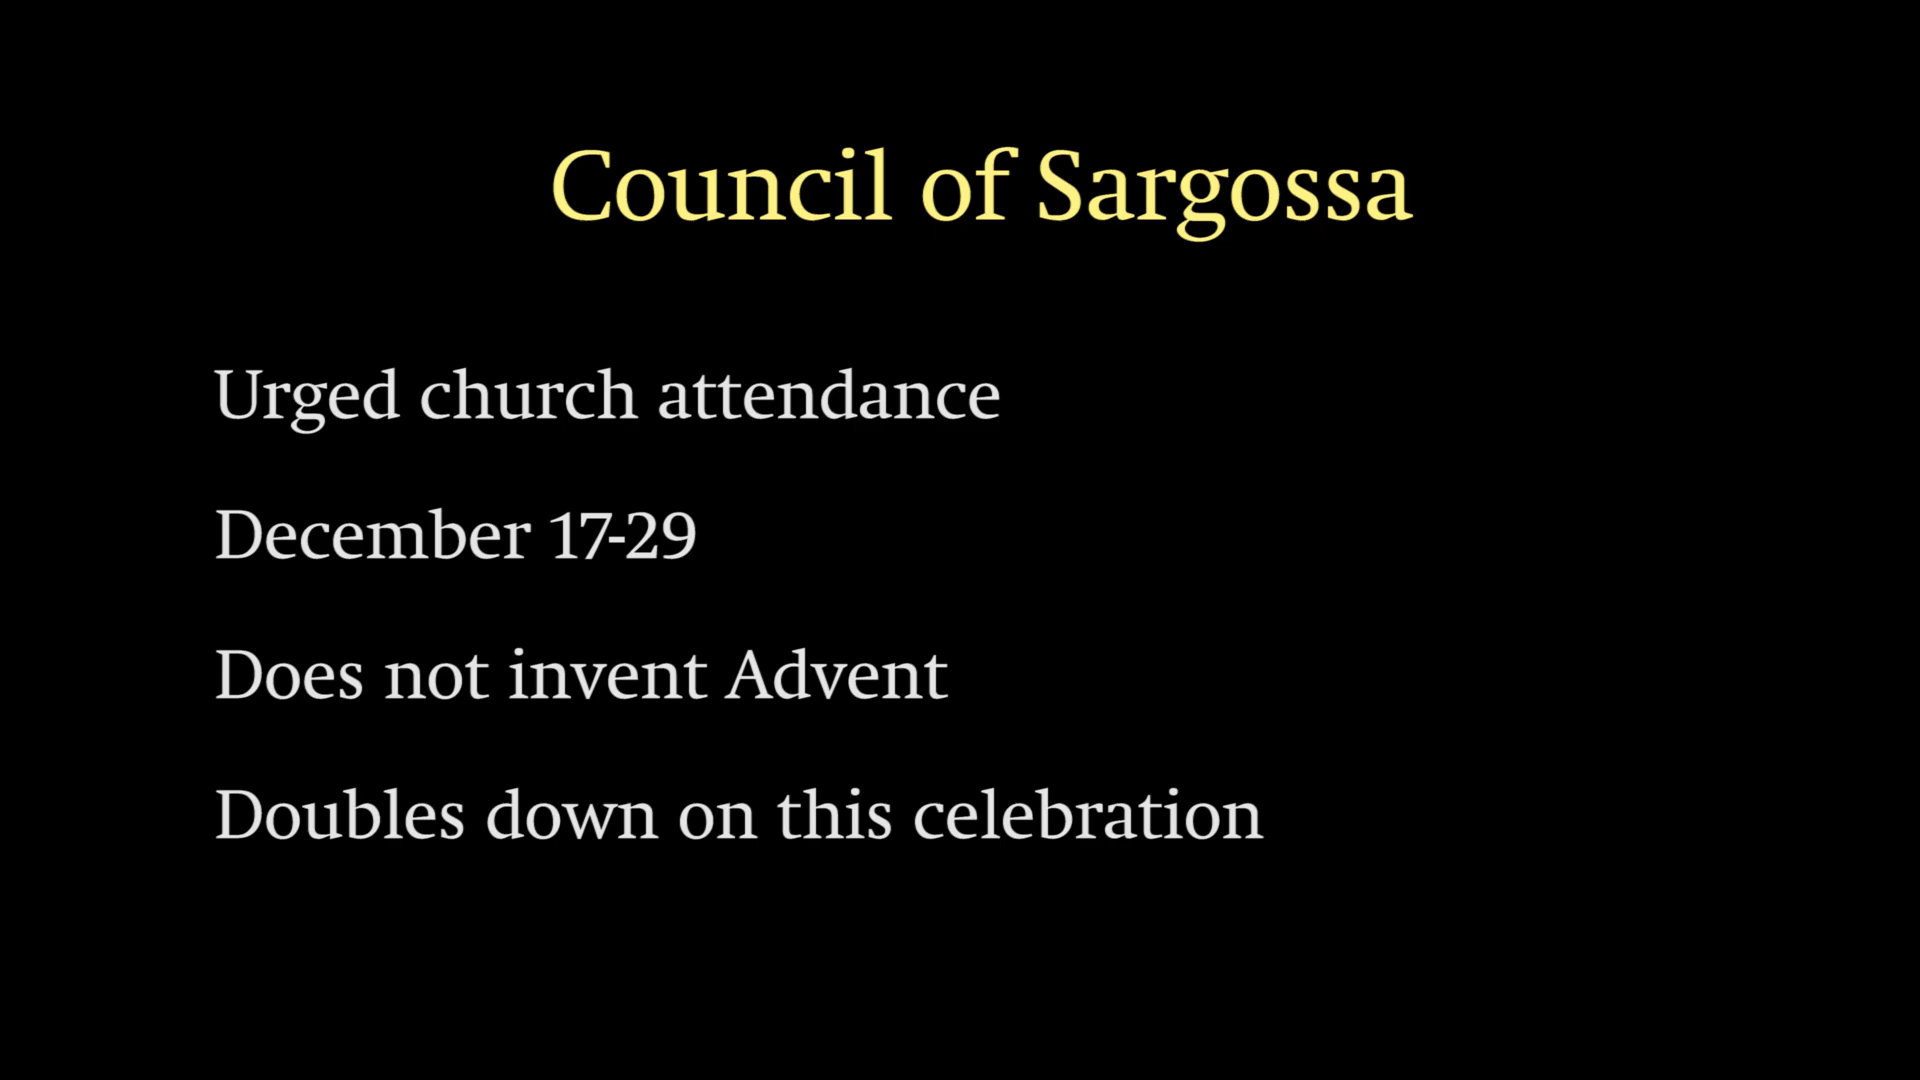 Council of Sargossa
Urged church attendance
December 17-29
Does not invent Advent
Doubles down on this celebration